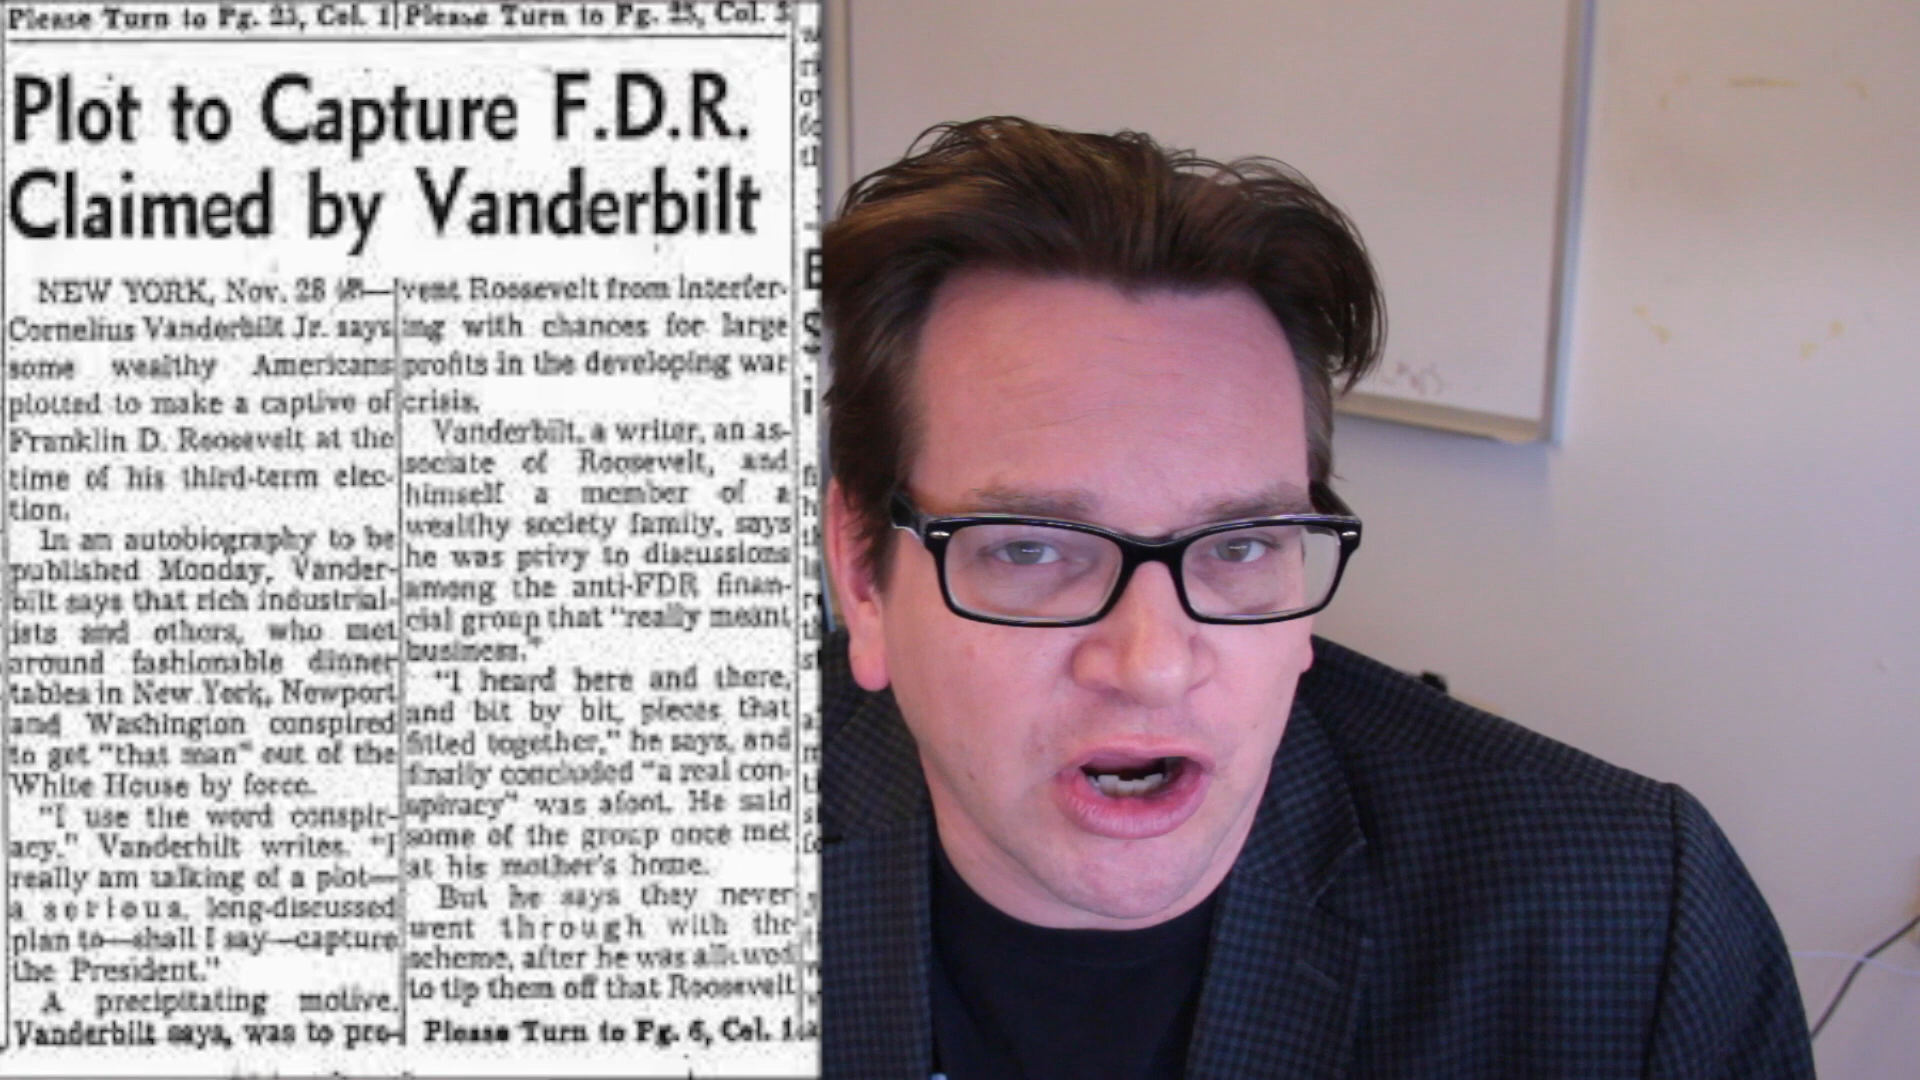 Please Turn to Pg. 25, Col. 1
Please Turn to Pg. 25, Col.
Plot to Capture F.D.R.
Claimed by Vanderbilt
NEW YORK, Nov. 28 —
Cornelius Vanderbilt Jr. says
some wealthy Americans
plotted to make a captive of
Franklin D. Roosevelt at the
time of his third-term elec-
tion.
In an autobiography to be
published Monday, Vander-
bilt says that rich industrial-
ists and others, who met
around fashionable dinner
tables in New York, Newport
and Washington conspired
to get "that man" out of the
White House by force.
"I use the word conspir-
acy," Vanderbilt writes. "I
really am talking of a plot—
a serious, long-discussed
plan to—shall I say—capture
the President."
A precipitating motive,
Vanderbilt says, was to pre-
vent Roosevelt from interfer-
ing with chances for large
profits in the developing war
crisis.
Vanderbilt, a writer, an as-
sociate of Roosevelt, and
himself a member of a
wealthy society family, says
he was privy to discussions
among the anti-FDR finan-
cial group that "really meant
business."
"I heard here and there,
and bit by bit, pieces that
fitted together," he says, and
finally concluded "a real con-
spiracy" was afoot. He said
some of the group once met
at his mother's home.
But he says they never
went through with the
scheme, after he was allowed
to tip them off that Roosevelt
Please Turn to Pg. 6, Col. 1